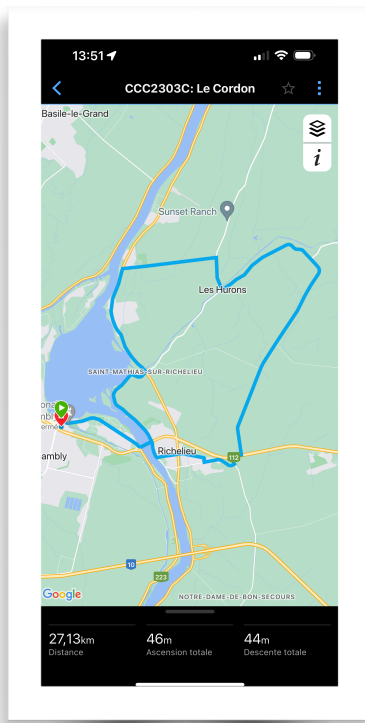 13:51
CCC2303C: Le Cordon
Basile-le-Grand
Sunset Ranch
Les Hurons
SAINT-MATHIAS-SUR-RICHELIEU
ambly
Richelieu
112
10
223
Google
NOTRE-DAME-DE-BON-SECOURS
27,13km
46m
44m
Distance
Ascension totale
Descente totale